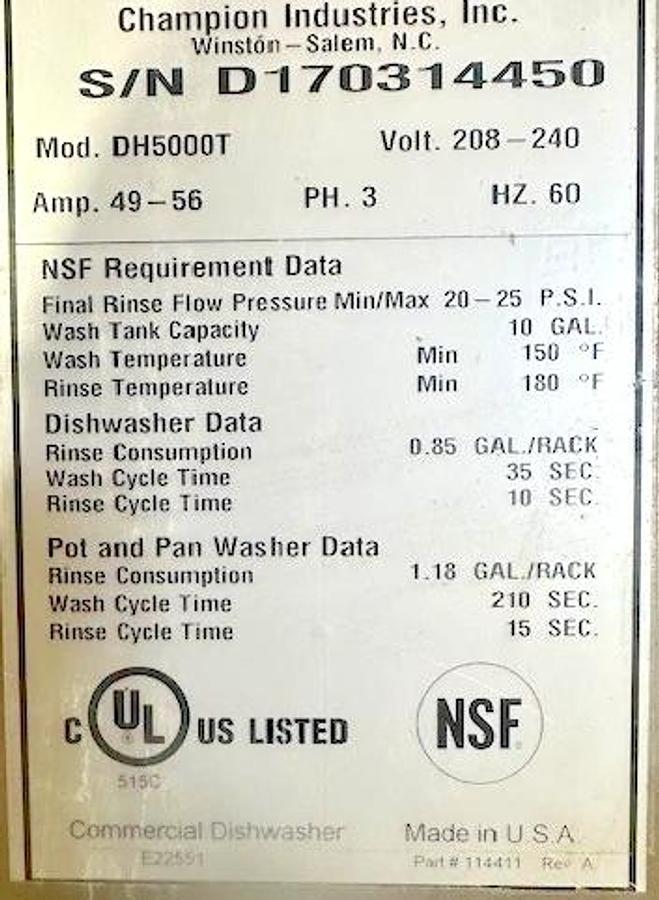 Champion Industries, Inc.
Winston–Salem, N.C.
S/N D170314450
Mod. DH5000T Volt. 208–240
Amp. 49–56 PH. 3 HZ. 60
NSF Requirement Data
Final Rinse Flow Pressure Min/Max 20–25 P.S.I.
Wash Tank Capacity 10 GAL.
Wash Temperature Min 150 °F
Rinse Temperature Min 180 °F
Dishwasher Data
Rinse Consumption 0.85 GAL./RACK
Wash Cycle Time 35 SEC.
Rinse Cycle Time 10 SEC.
Pot and Pan Washer Data
Rinse Consumption 1.18 GAL./RACK
Wash Cycle Time 210 SEC.
Rinse Cycle Time 15 SEC.
C UL ® US LISTED NSF
515C
Commercial Dishwasher Made in U.S.A.
E22551 Part # 114411 Rev A